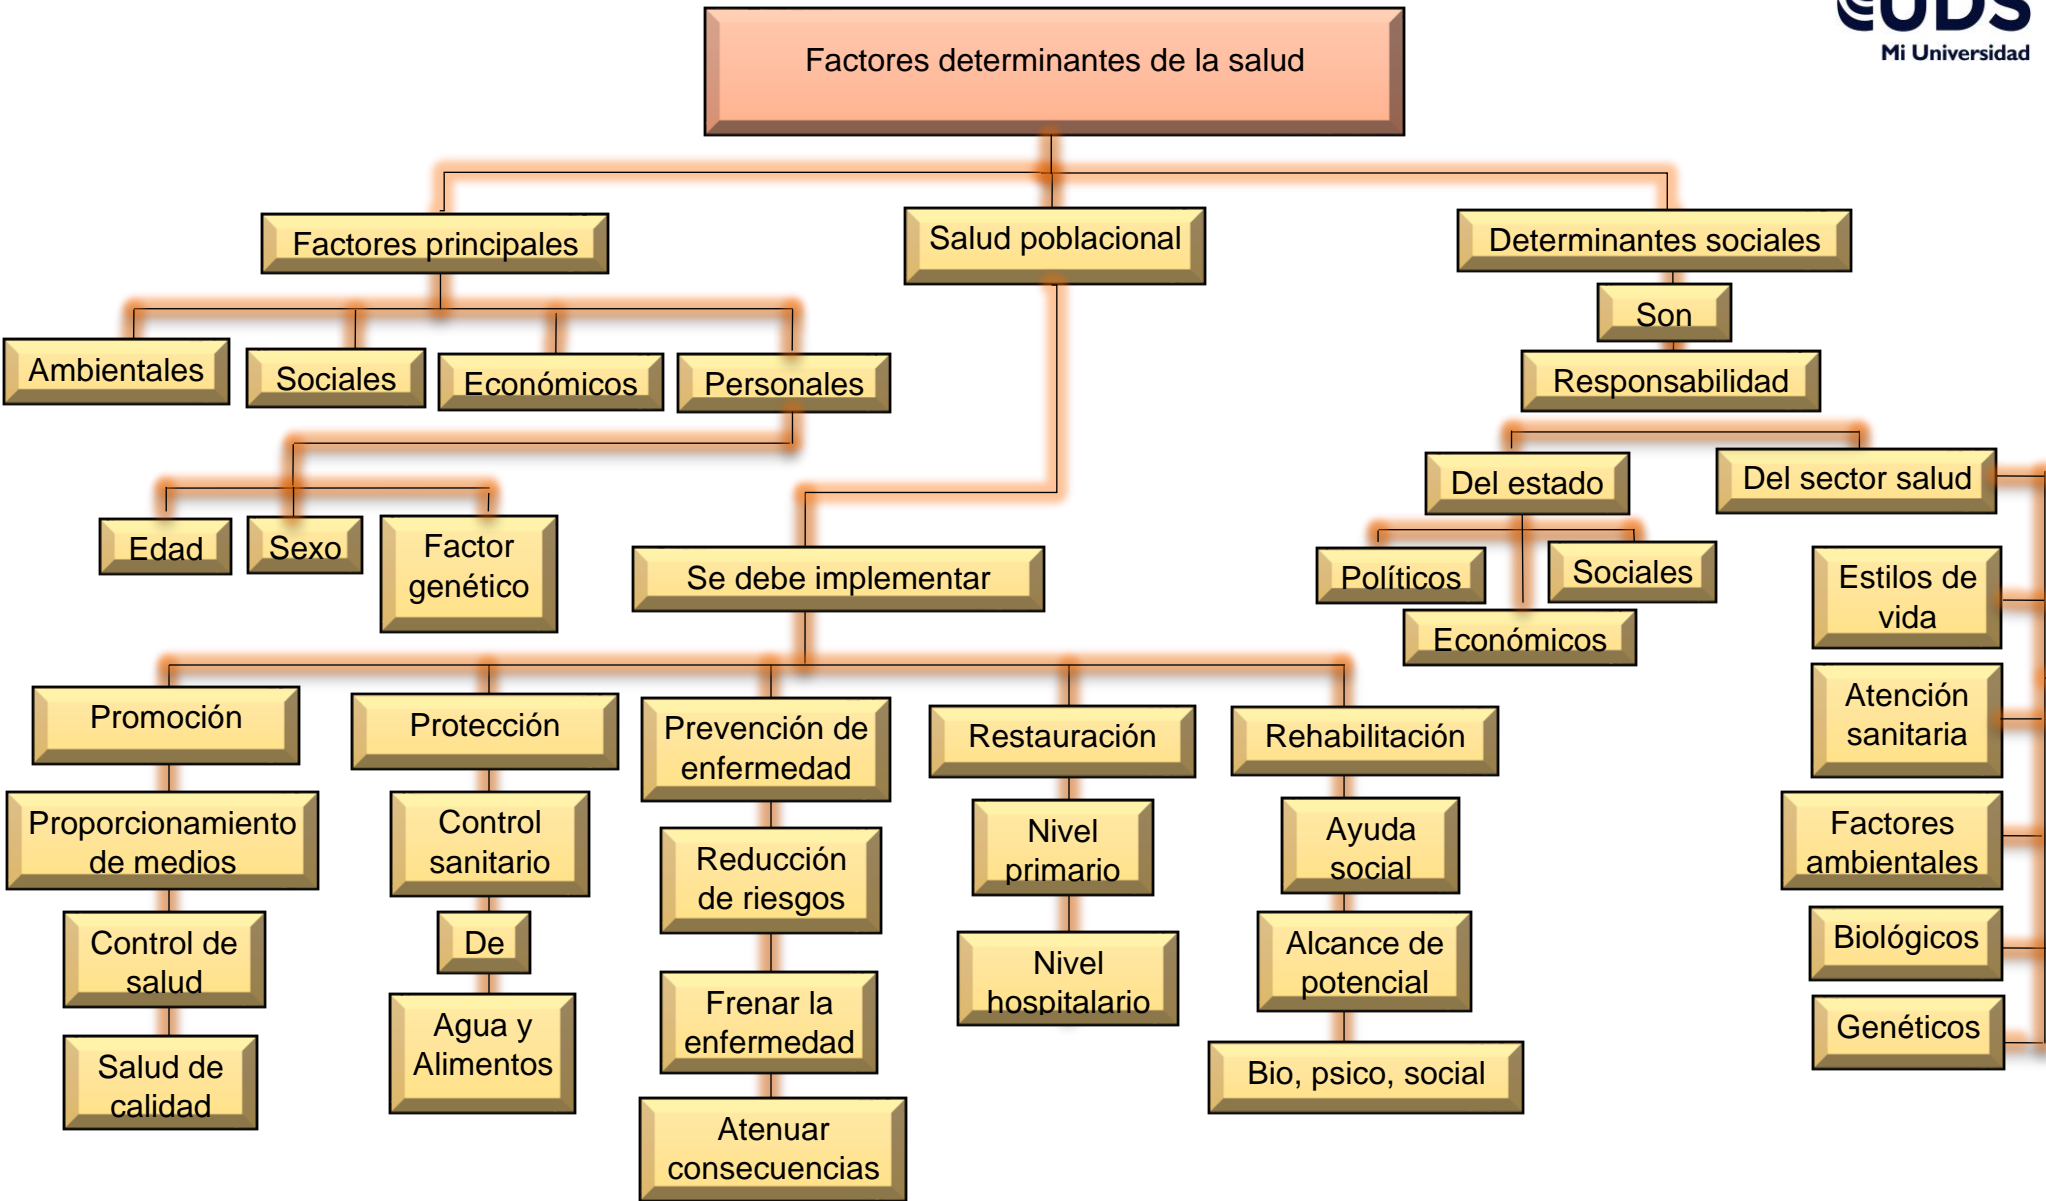 UDS
Mi Universidad
Factores determinantes de la salud
Factores principales
Salud poblacional
Determinantes sociales
Son
Responsabilidad
Ambientales
Sociales
Económicos
Personales
Edad
Sexo
Factor
genético
Del estado
Del sector salud
Políticos
Sociales
Económicos
Estilos de
vida
Atención
sanitaria
Factores
ambientales
Biológicos
Genéticos
Se debe implementar
Promoción
Proporcionamiento
de medios
Control de
salud
Salud de
calidad
Protección
Control
sanitario
De
Agua y
Alimentos
Prevención de
enfermedad
Reducción
de riesgos
Frenar la
enfermedad
Atenuar
consecuencias
Restauración
Nivel
primario
Nivel
hospitalario
Rehabilitación
Ayuda
social
Alcance de
potencial
Bio, psico, social